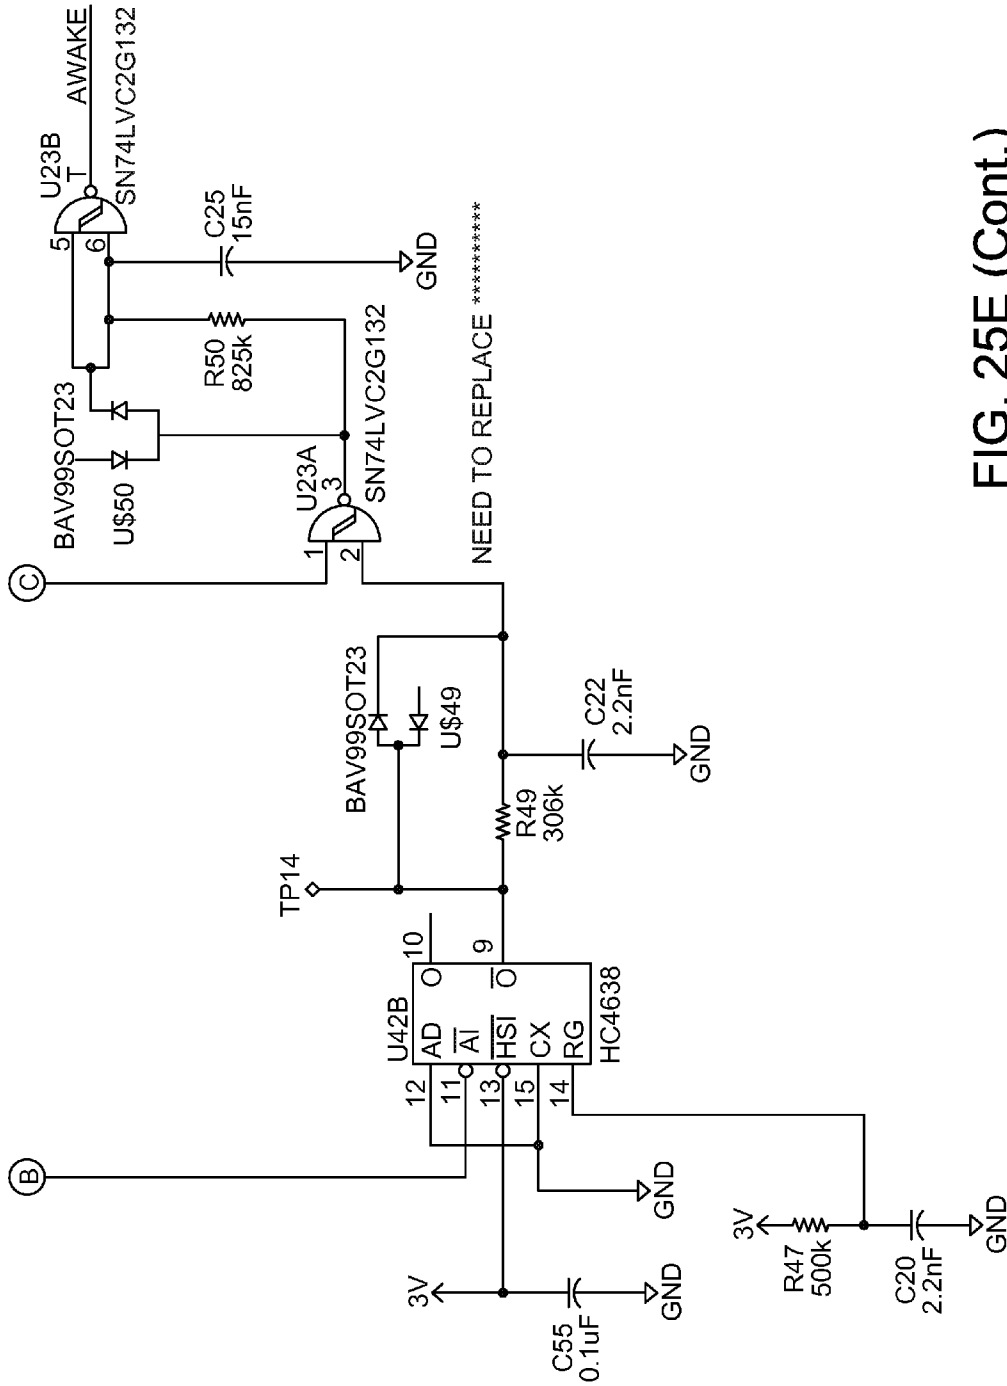 B
3V
C55
0.1uF
GND
GND
12
11
13
15
14
U42B
AD
O
AI
HSI
O
CX
RG
HC4638
10
9
3V
R47
500k
C20
2.2nF
GND
TP14
BAV99SOT23
U$49
R49
306k
C22
2.2nF
GND
C
1
2
U23A
3
SN74LVC2G132
BAV99SOT23
U$50
R50
825k
C25
15nF
GND
5
6
U23B
T
SN74LVC2G132
AWAKE
NEED TO REPLACE **********
FIG. 25E (Cont.)